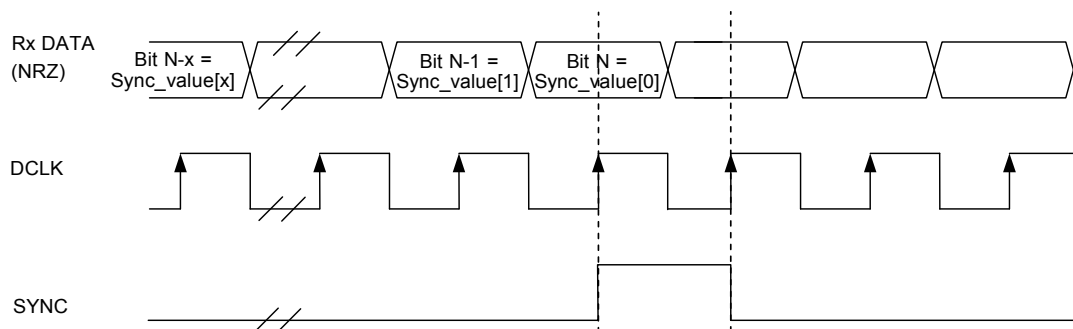 Rx DATA
(NRZ)
Bit N-x =
Sync_value[x]
Bit N-1 =
Sync_value[1]
Bit N =
Sync_value[0]
DCLK
SYNC